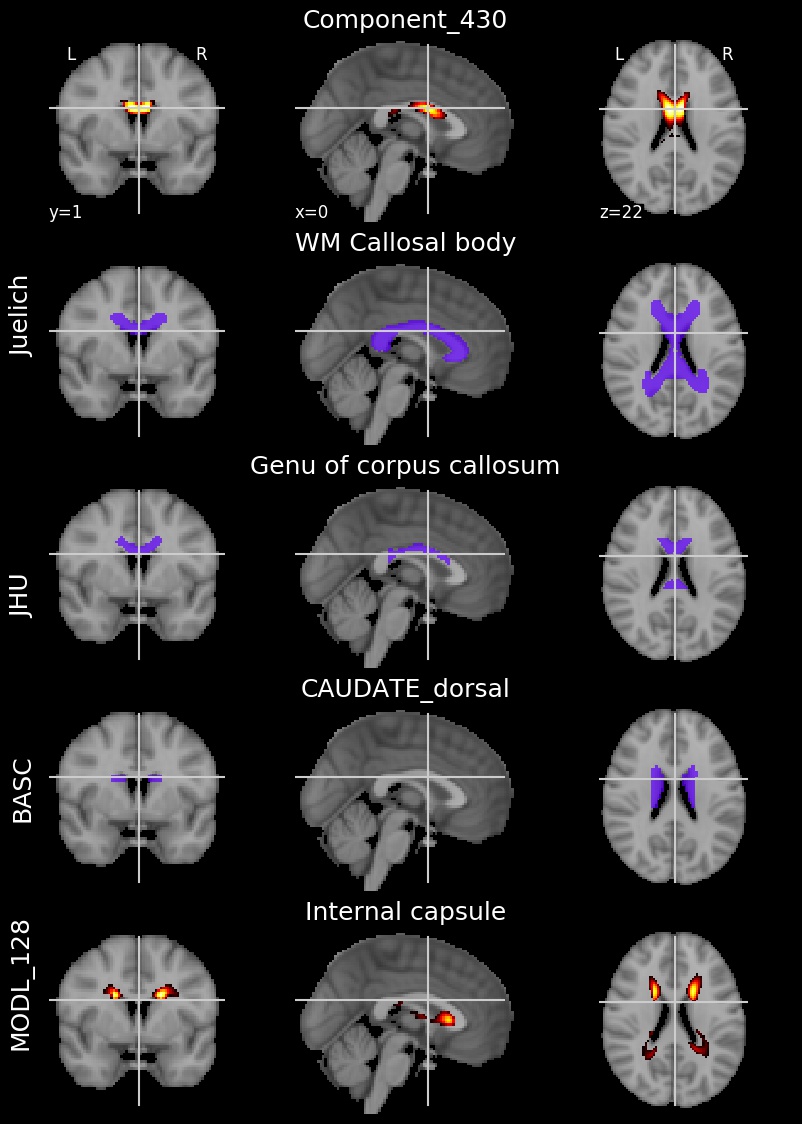 Component_430
L R L R
y=1 x=0 z=22
WM Callosal body
Juelich
Genu of corpus callosum
JHU
CAUDATE_dorsal
BASC
Internal capsule
MODL_128